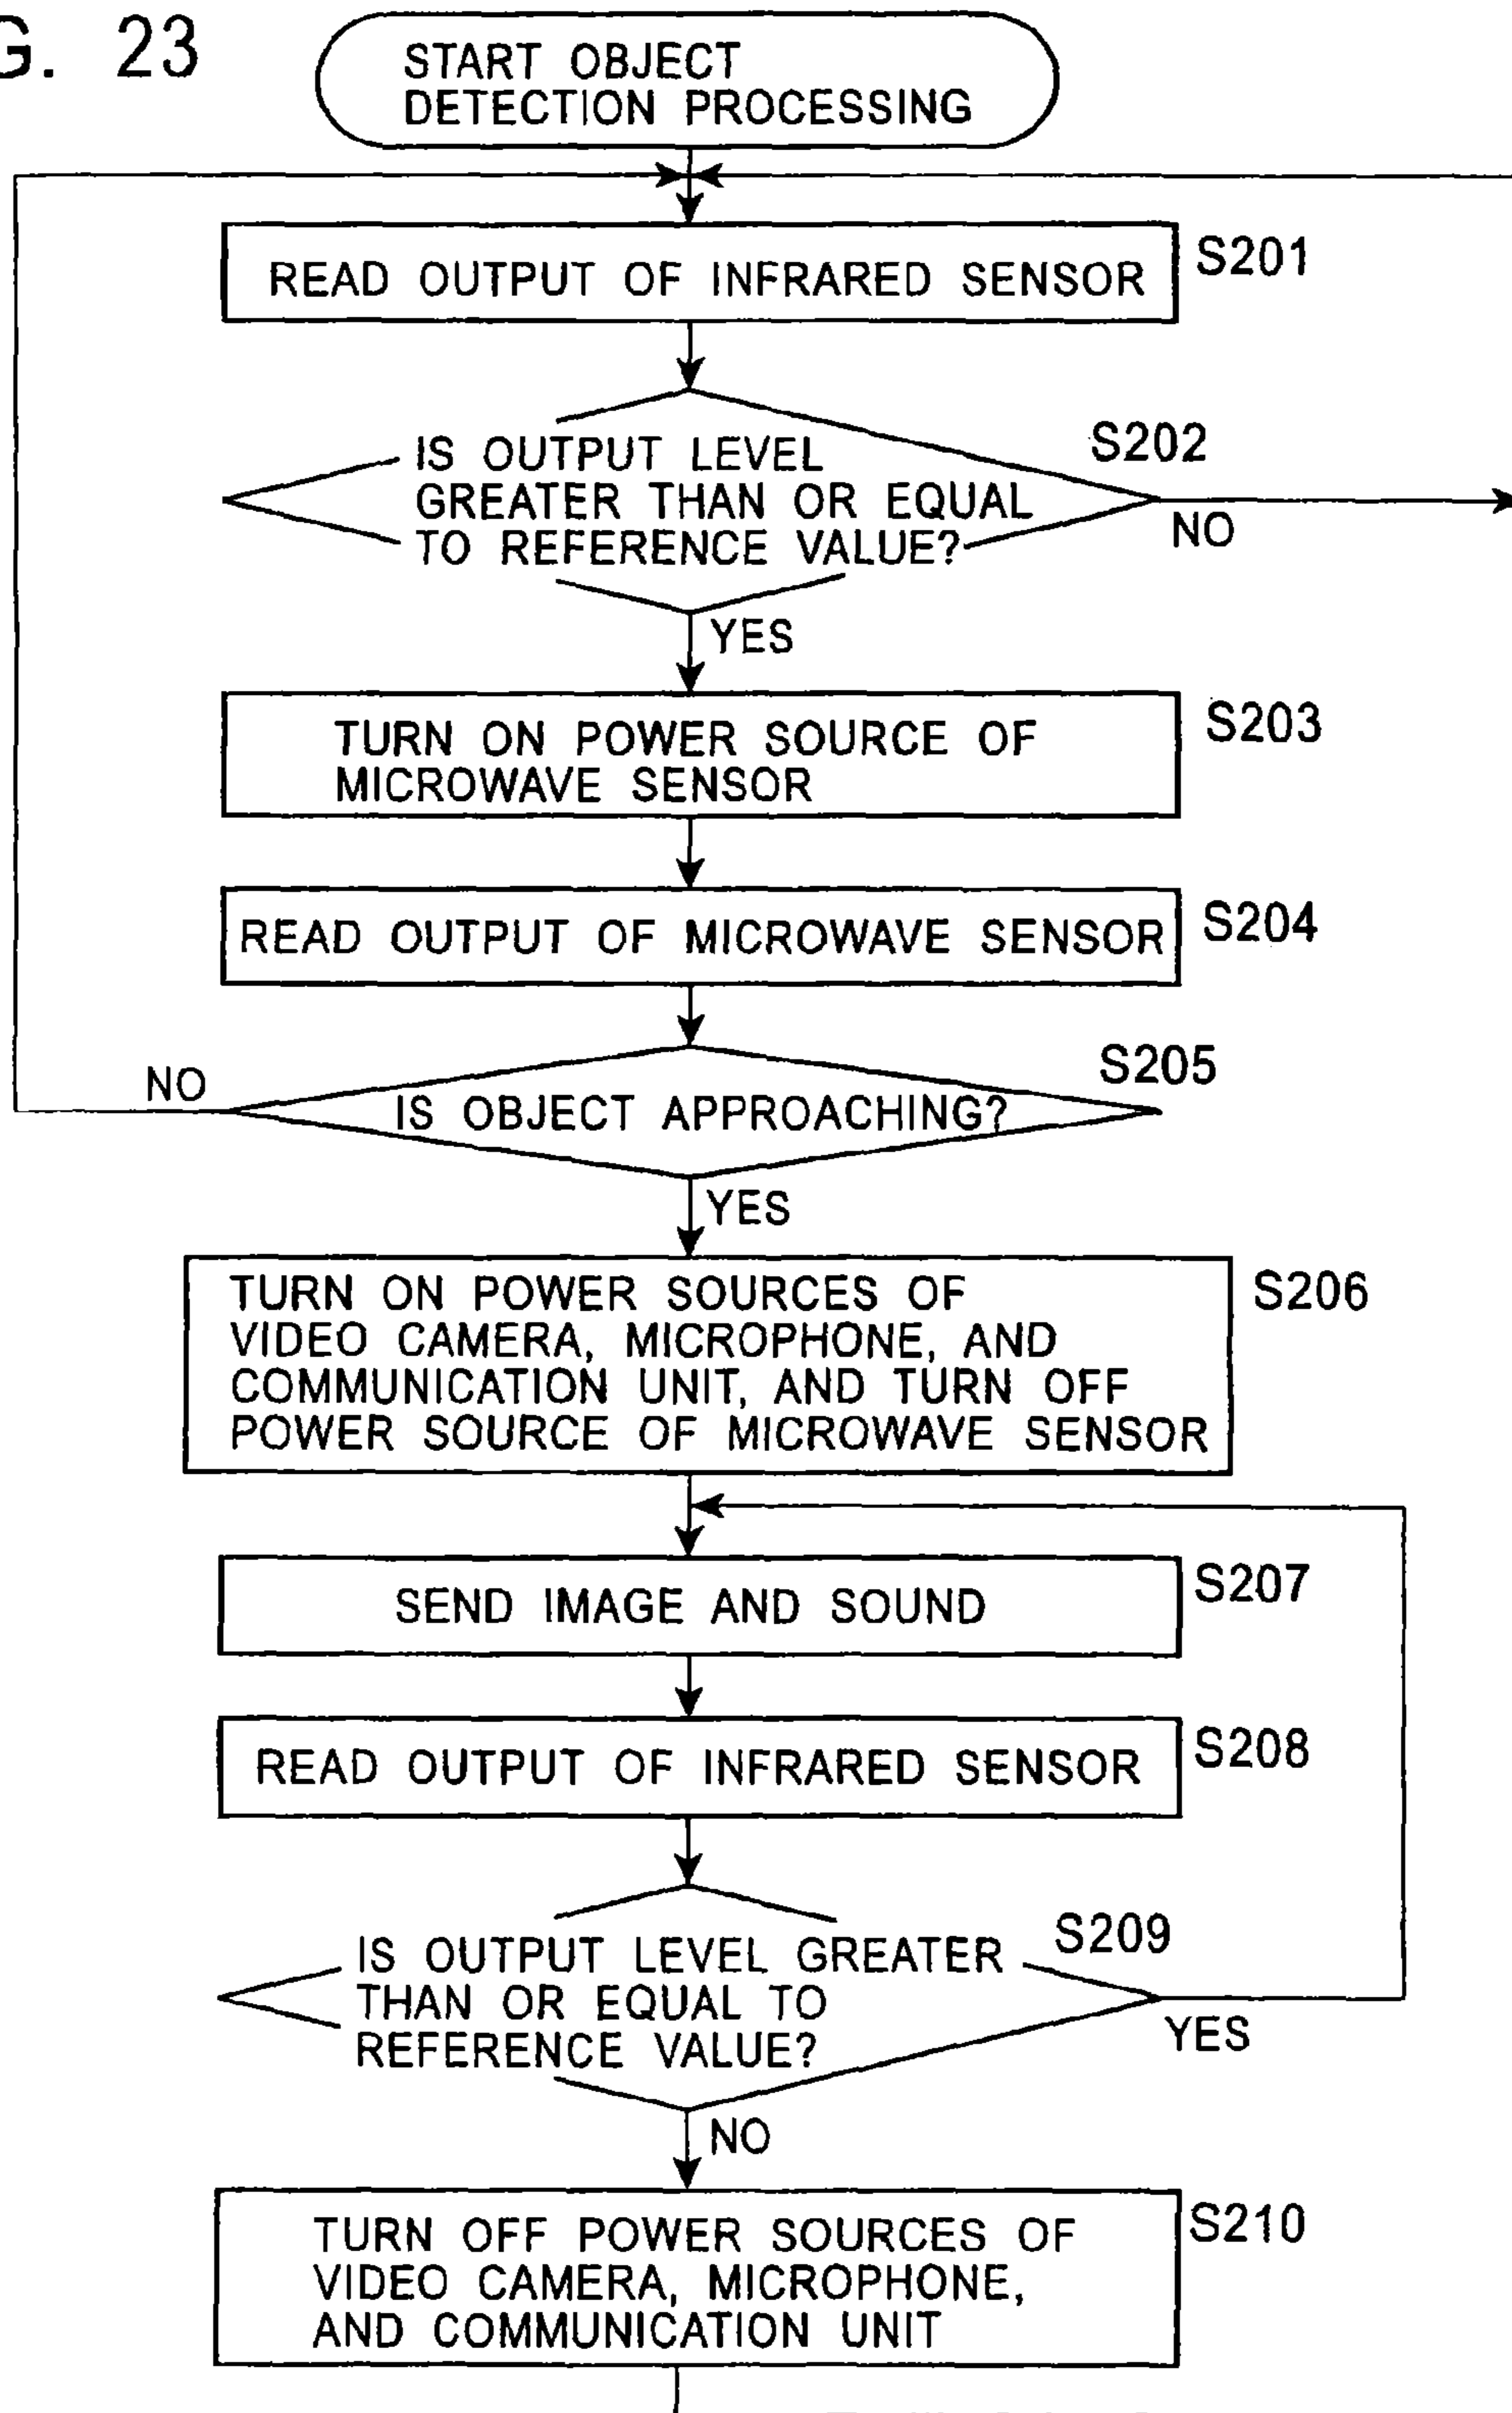 G. 23
START OBJECT
DETECTION PROCESSING
READ OUTPUT OF INFRARED SENSOR
S201
IS OUTPUT LEVEL
GREATER THAN OR EQUAL
TO REFERENCE VALUE?
S202
NO
YES
TURN ON POWER SOURCE OF
MICROWAVE SENSOR
S203
READ OUTPUT OF MICROWAVE SENSOR
S204
IS OBJECT APPROACHING?
S205
NO
YES
TURN ON POWER SOURCES OF
VIDEO CAMERA, MICROPHONE, AND
COMMUNICATION UNIT, AND TURN OFF
POWER SOURCE OF MICROWAVE SENSOR
S206
SEND IMAGE AND SOUND
S207
READ OUTPUT OF INFRARED SENSOR
S208
IS OUTPUT LEVEL GREATER
THAN OR EQUAL TO
REFERENCE VALUE?
S209
YES
NO
TURN OFF POWER SOURCES OF
VIDEO CAMERA, MICROPHONE,
AND COMMUNICATION UNIT
S210